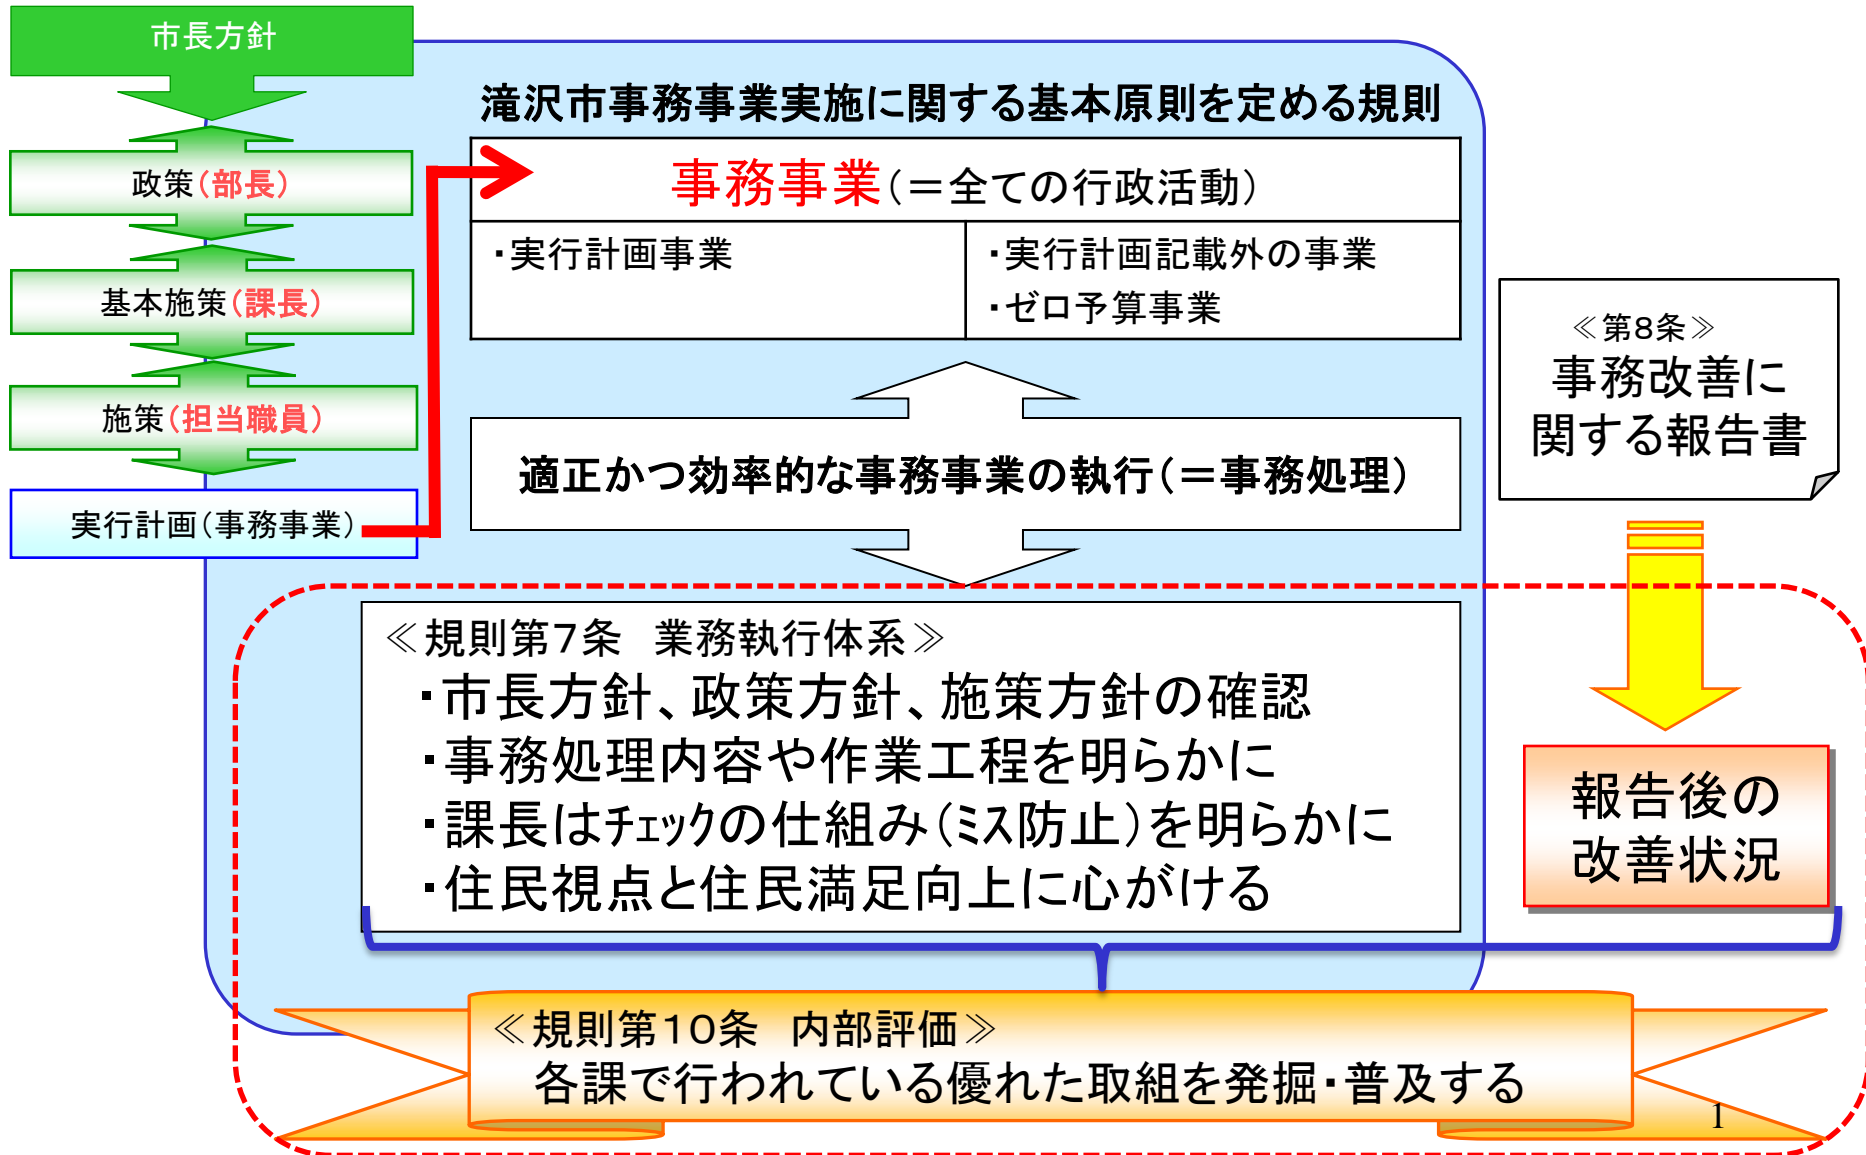 市長方針
政策(部長)
基本施策(課長)
施策(担当職員)
実行計画(事務事業)
滝沢市事務事業実施に関する基本原則を定める規則
事務事業(=全ての行政活動)
・実行計画事業
・実行計画記載外の事業
・ゼロ予算事業
適正かつ効率的な事務事業の執行(=事務処理)
≪規則第7条 業務執行体系≫
・市長方針、政策方針、施策方針の確認
・事務処理内容や作業工程を明らかに
・課長はチェックの仕組み(ミス防止)を明らかに
・住民視点と住民満足向上に心がける
≪第8条≫
事務改善に
関する報告書
報告後の
改善状況
≪規則第10条 内部評価≫
各課で行われている優れた取組を発掘・普及する
1